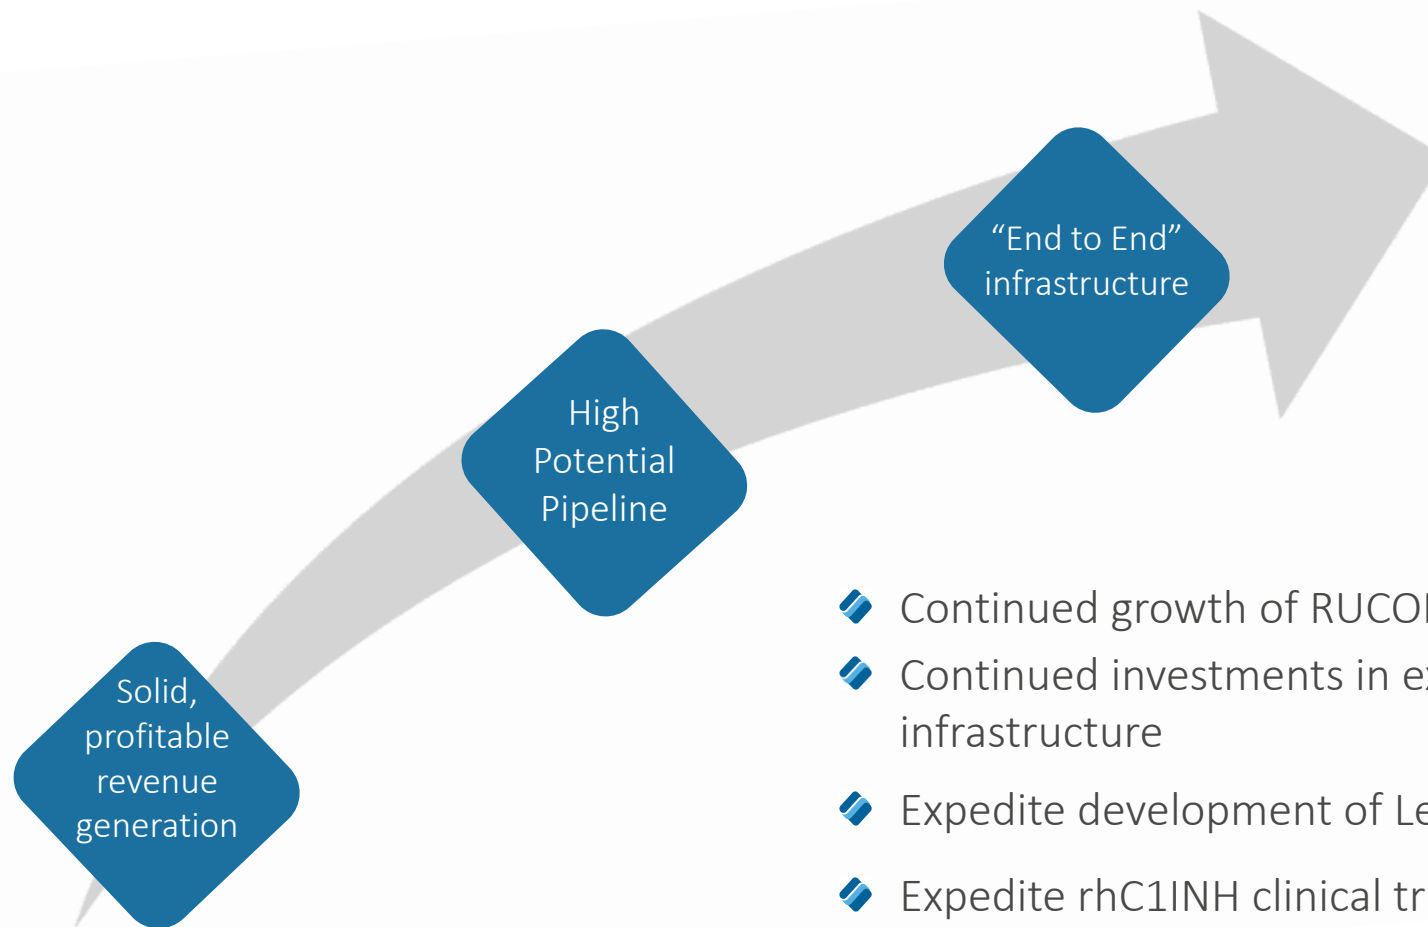 “End to End”
infrastructure
High
Potential
Pipeline
Solid,
profitable
revenue
generation
Continued growth of
Continued investments in
infrastructure
Expedite development of
Expedite rhC1INH clinical